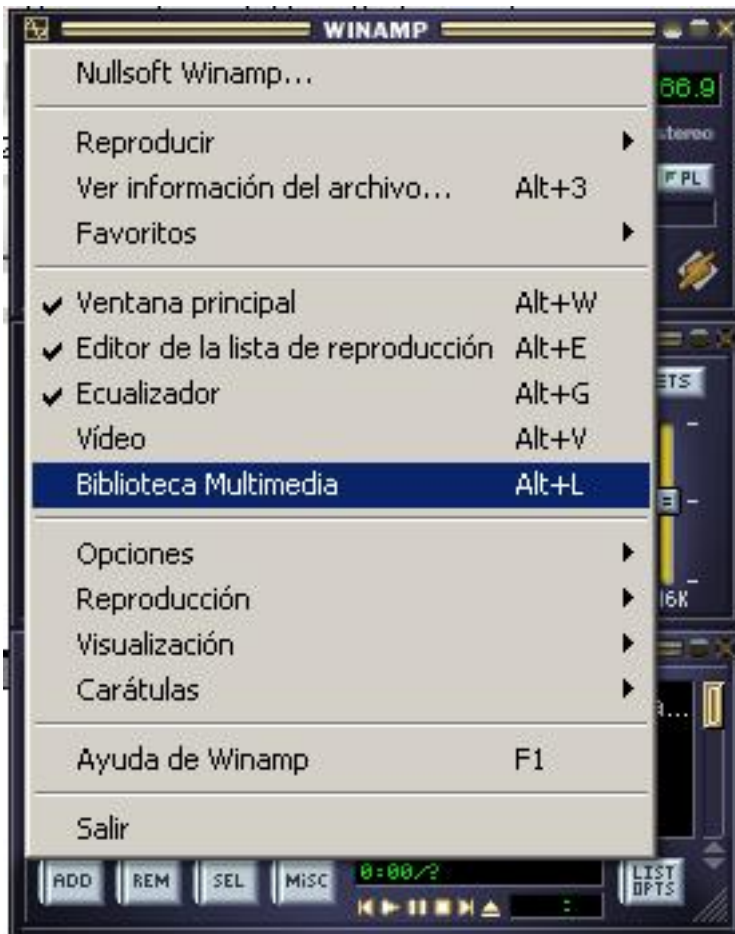 WINAMP
Nullsoft Winamp...
66.9
Reproducir
stereo
Ver información del archivo... Alt+3
PL
Favoritos
Ventana principal Alt+W
Editor de la lista de reproducción Alt+E
Ecualizador Alt+G
Vídeo Alt+V
Biblioteca Multimedia Alt+L
Opciones
Reproducción
16K
Visualización
Carátulas
Ayuda de Winamp F1
Salir
ADD REM SEL MISC 0:00/? LIST OPTS